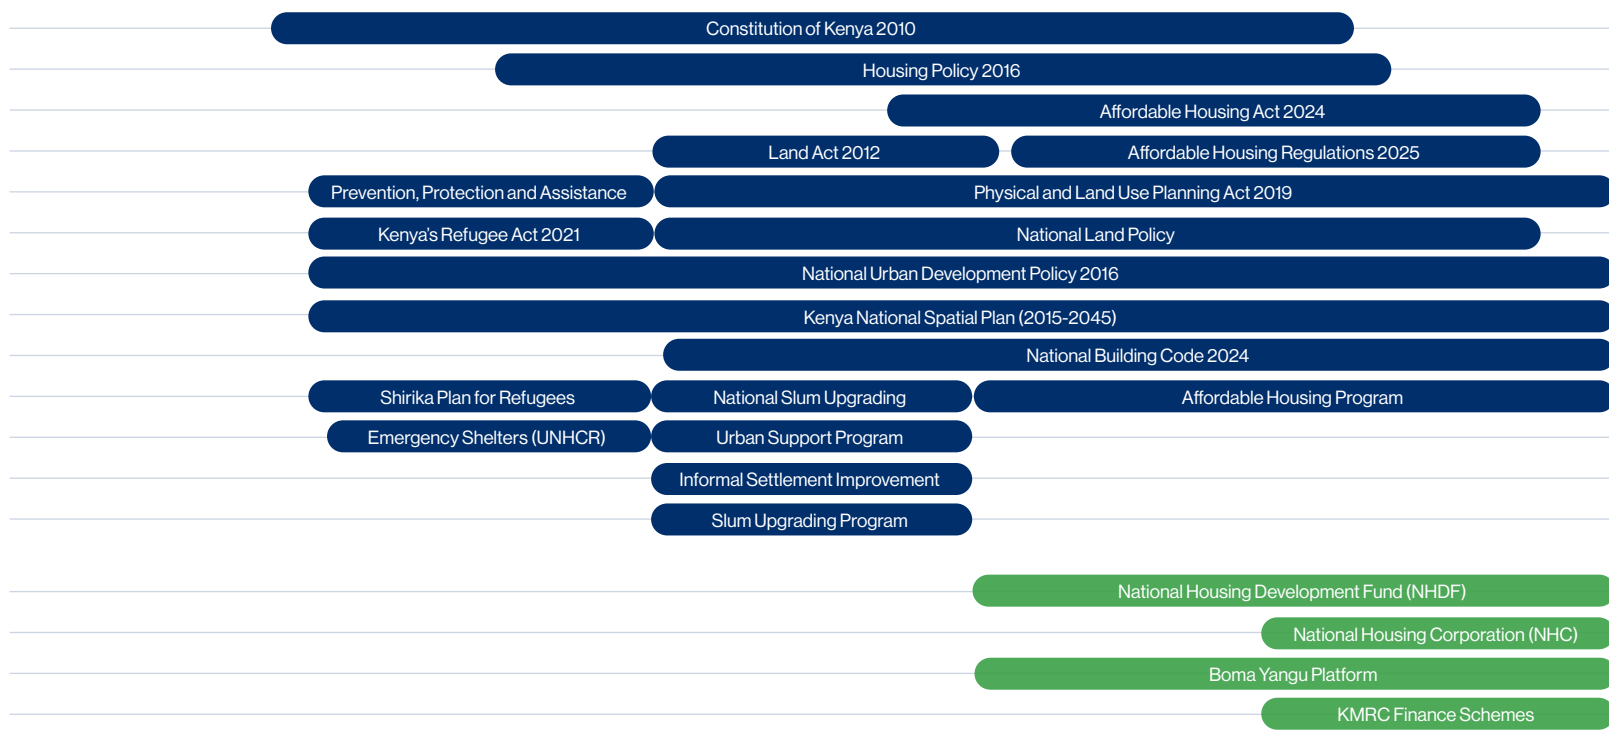 Constitution of Kenya 2010
Housing Policy 2016
Affordable Housing Act 2024
Land Act 2012
Affordable Housing Regulations 2025
Prevention, Protection and Assistance
Physical and Land Use Planning Act 2019
Kenya's Refugee Act 2021
National Land Policy
National Urban Development Policy 2016
Kenya National Spatial Plan (2015-2045)
National Building Code 2024
Shirika Plan for Refugees
National Slum Upgrading
Affordable Housing Program
Emergency Shelters (UNHCR)
Urban Support Program
Informal Settlement Improvement
Slum Upgrading Program
National Housing Development Fund (NHDF)
National Housing Corporation (NHC)
Boma Yangu Platform
KMRC Finance Schemes